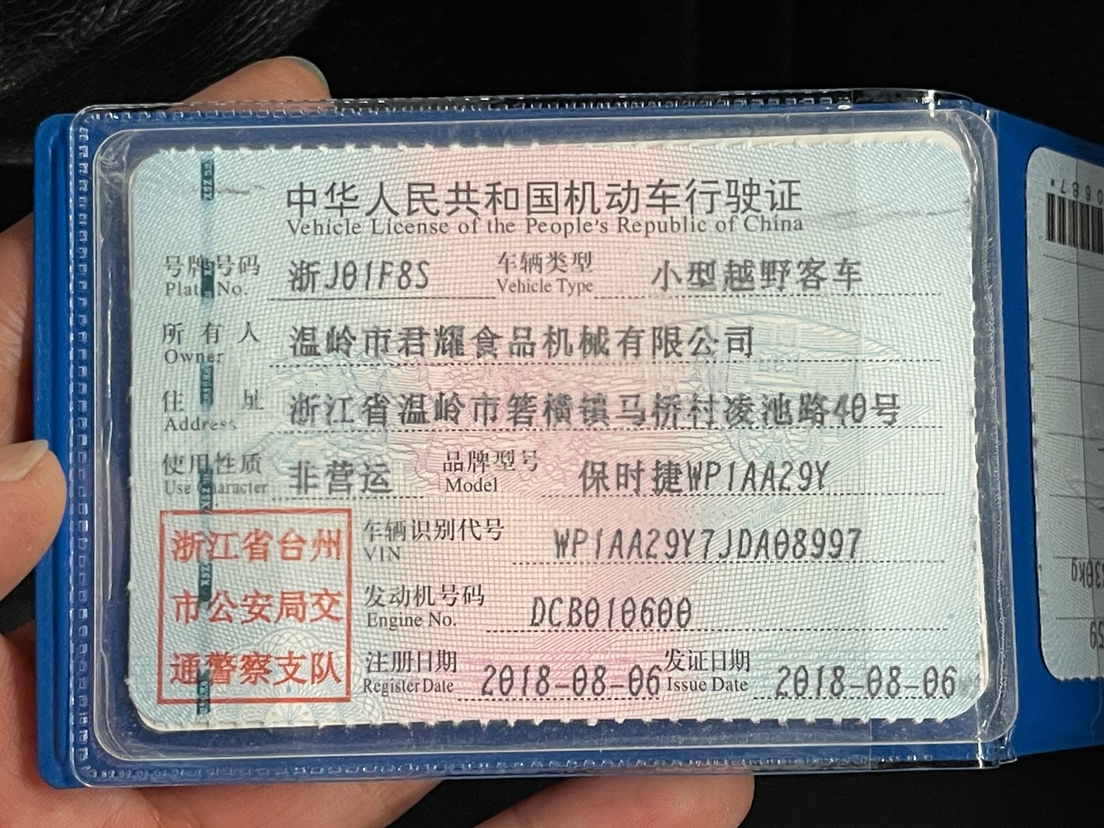 中华人民共和国机动车行驶证
Vehicle License of the People's Republic of China
号牌号码 浙J01F8S 车辆类型 小型越野客车
Plate No. Vehicle Type
所有人 温岭市君耀食品机械有限公司
Owner
住址 浙江省温岭市箬横镇马桥村凌池路40号
Address
使用性质 非营运 品牌型号 保时捷WP1AA29Y
Use Character Model
浙江省台州
市公安局交
通警察支队
车辆识别代号 WP1AA29Y7JDA08997
VIN
发动机号码 DCB010600
Engine No.
注册日期 2018-08-06 发证日期 2018-08-06
Register Date Issue Date